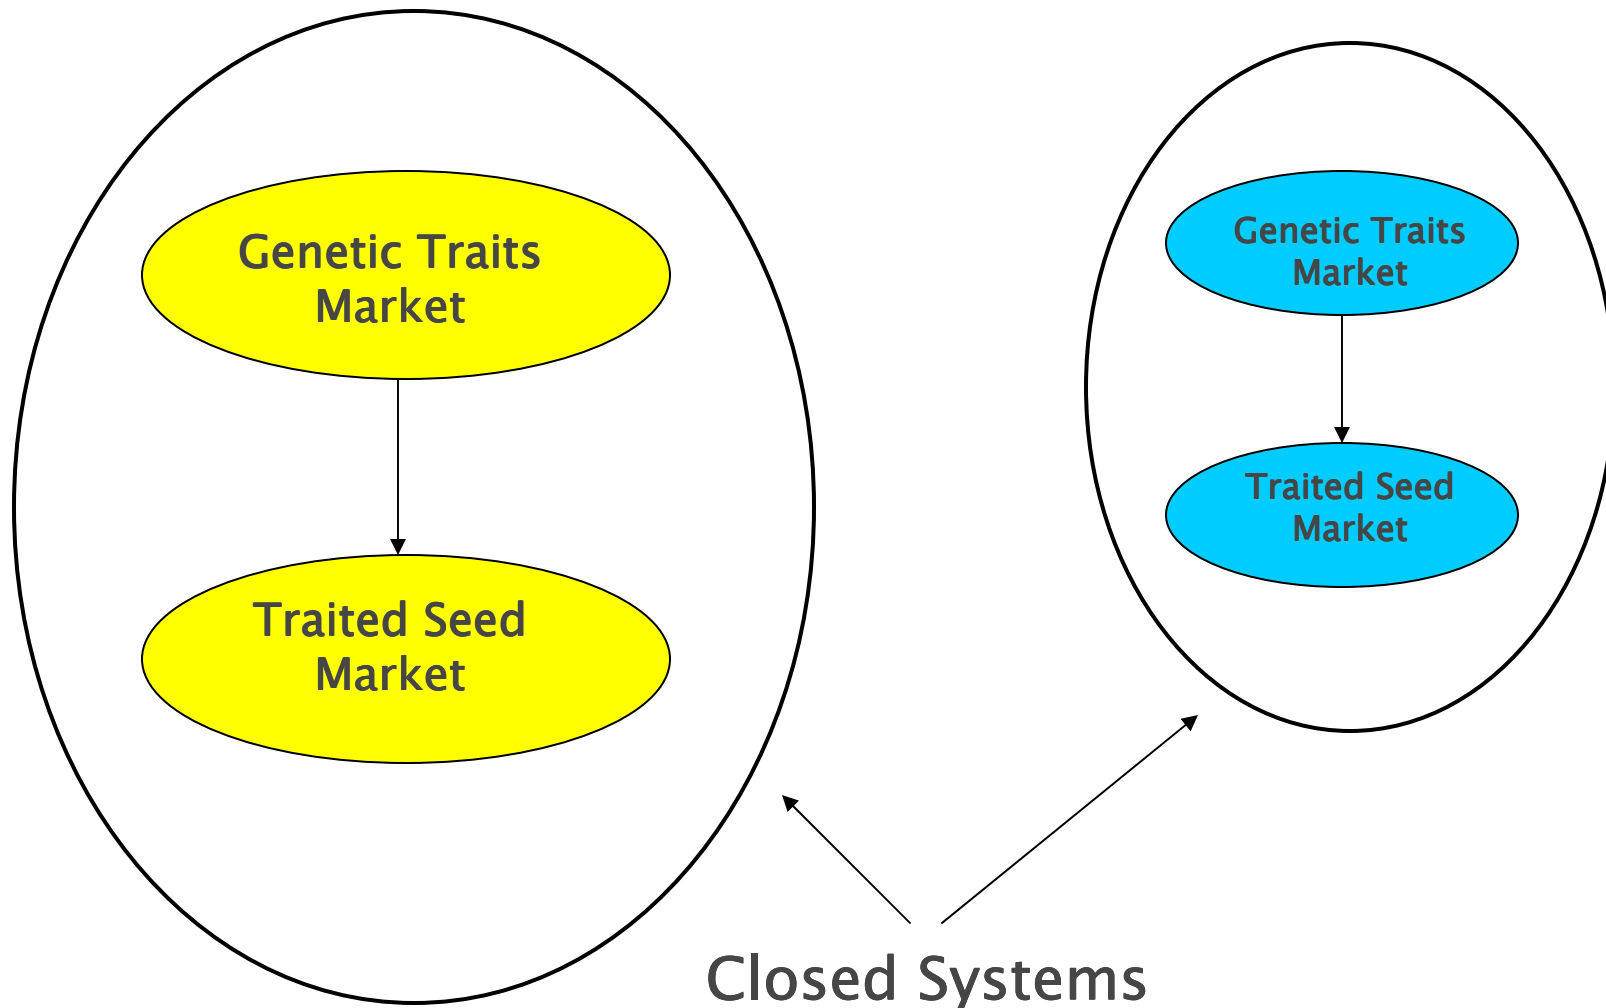 Genetic Traits
Market
Traited Seed
Market
Genetic Traits
Market
Traited Seed
Market
Closed Systems